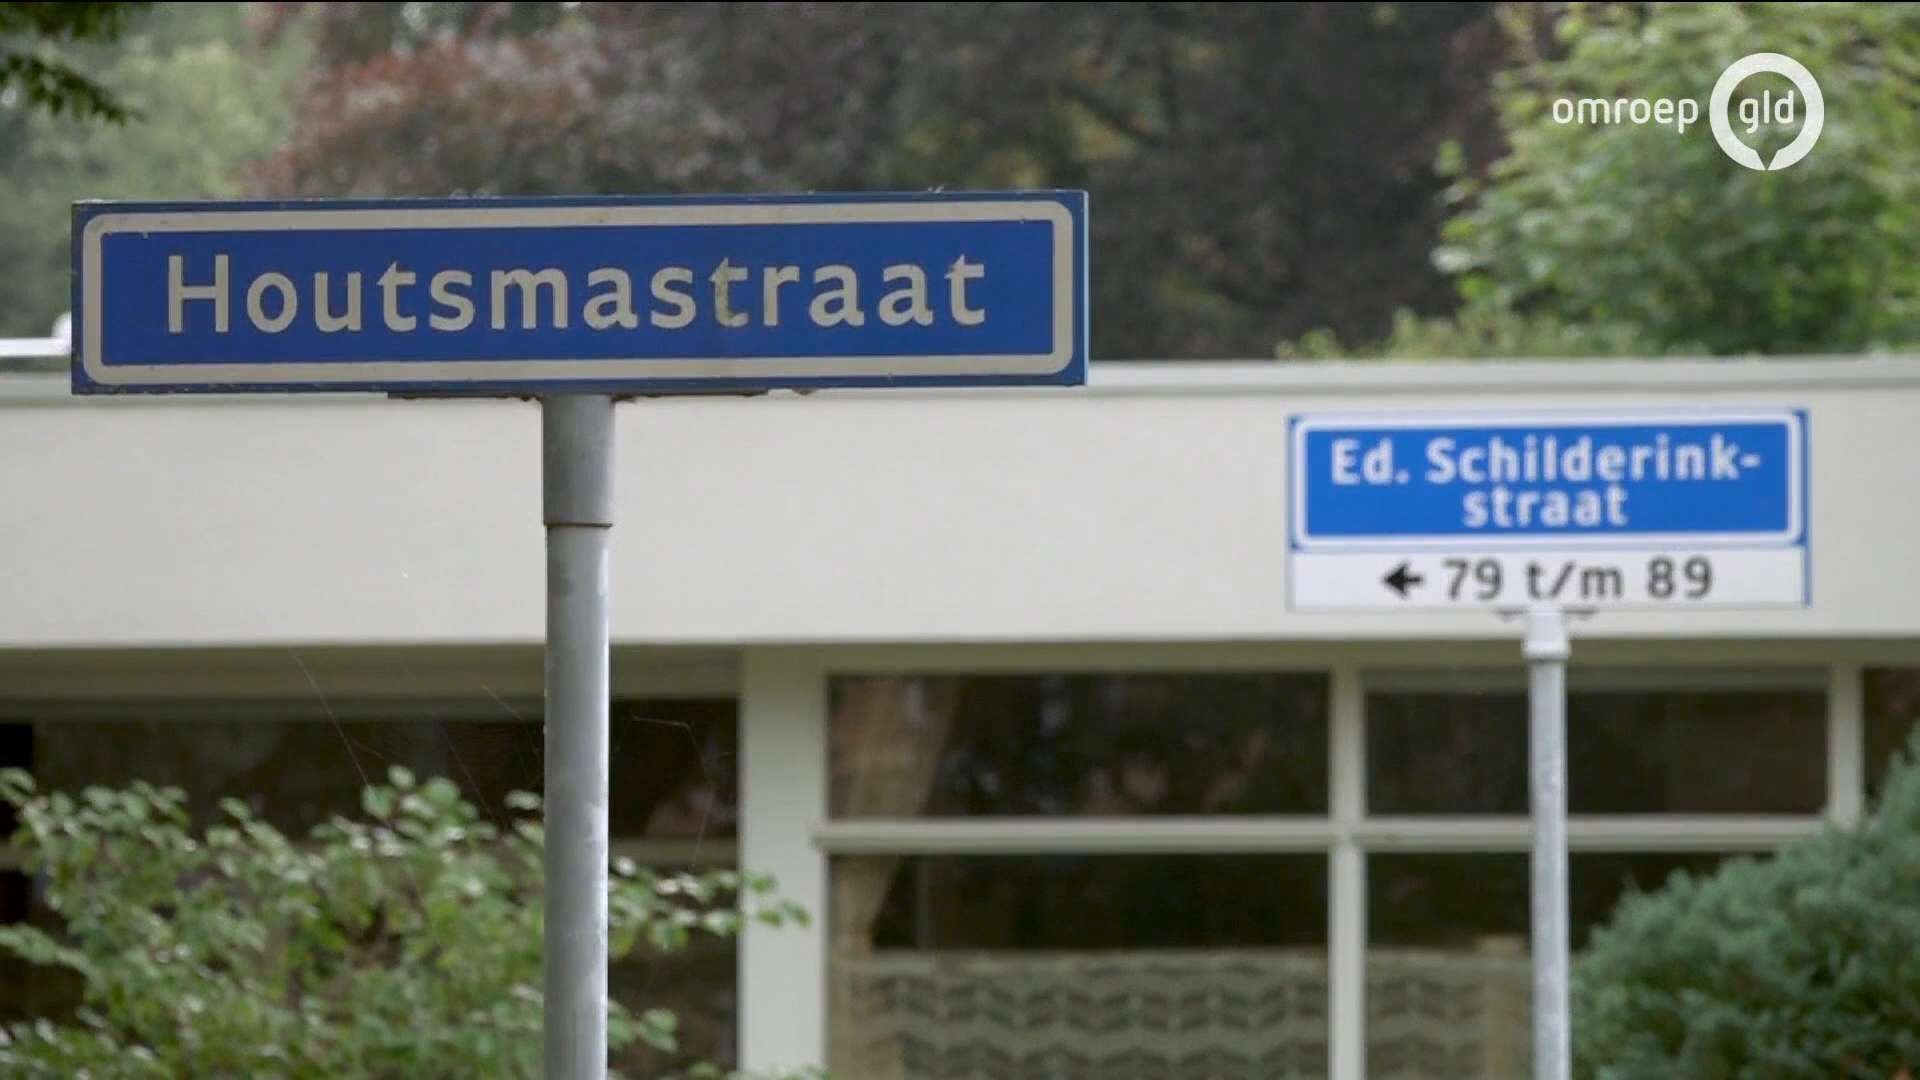 omroep gld
Houtsmastraat
Ed. Schilderink-
straat
← 79 t/m 89